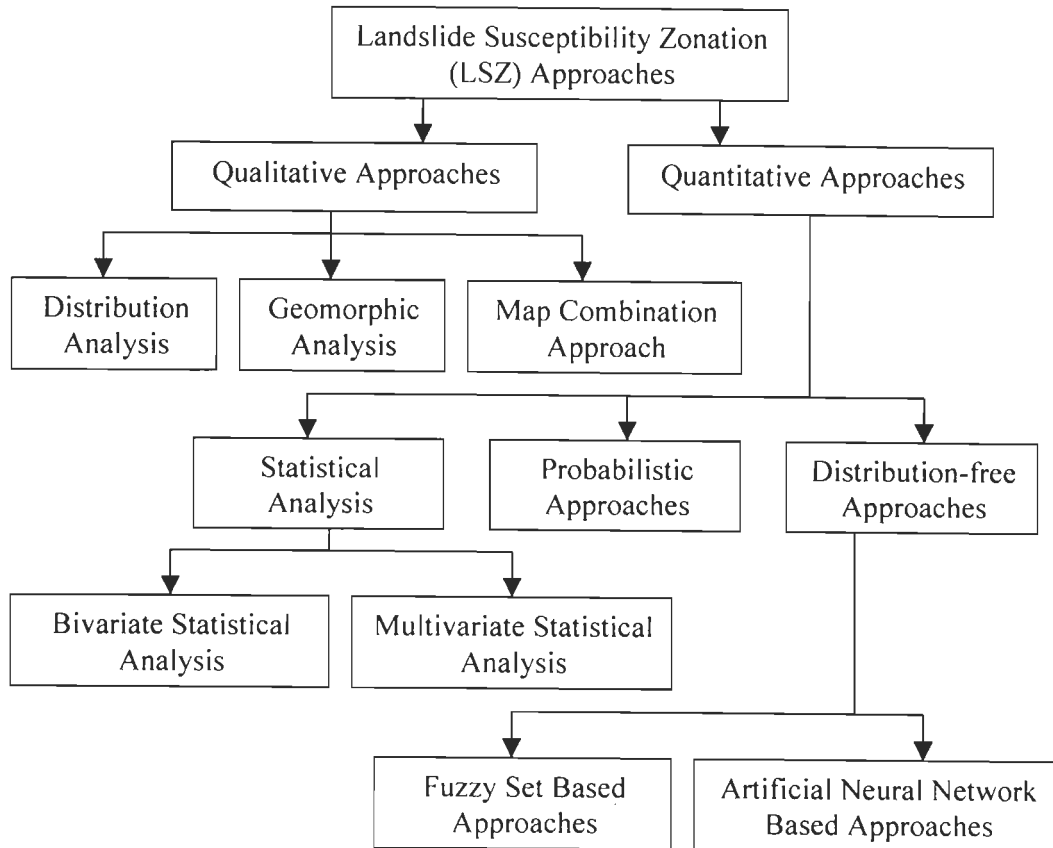 Landslide Susceptibility Zonation
(LSZ) Approaches
Qualitative Approaches
Quantitative Approaches
Distribution
Analysis
Geomorphic
Analysis
Map Combination
Approach
Statistical
Analysis
Probabilistic
Approaches
Distribution-free
Approaches
Bivariate Statistical
Analysis
Multivariate Statistical
Analysis
Fuzzy Set Based
Approaches
Artificial Neural Network
Based Approaches